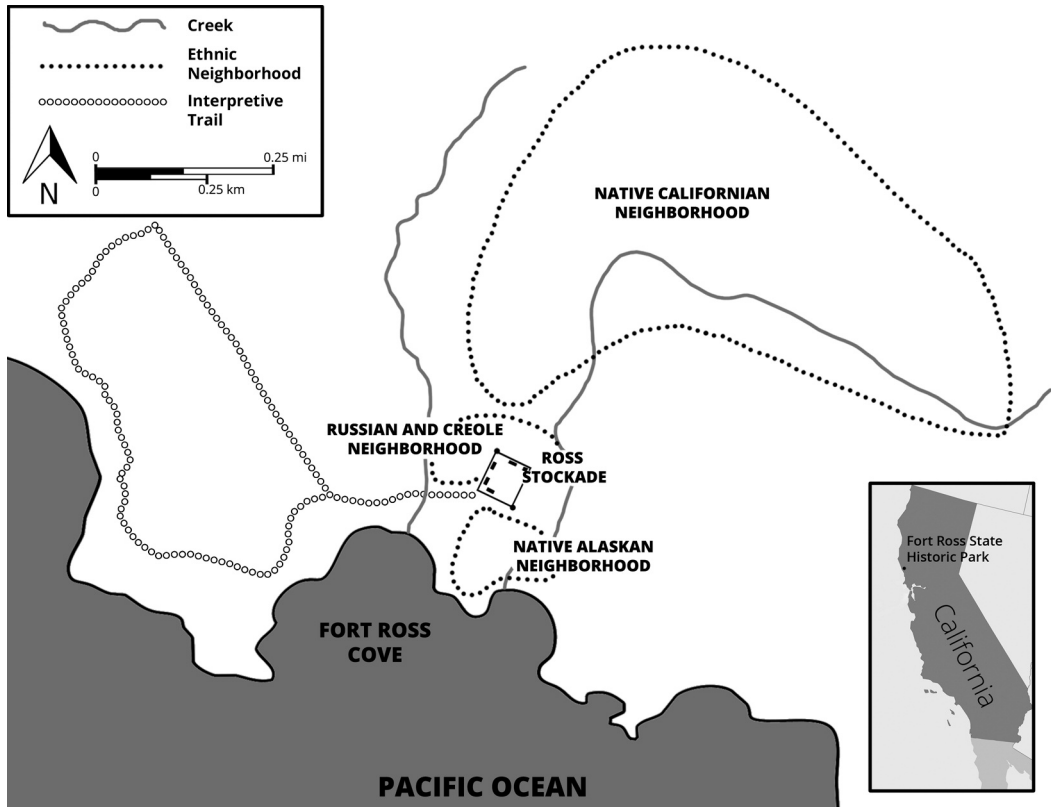 Creek
Ethnic
Neighborhood
Interpretive
Trail
N
0
0.25 mi
0
0.25 km
NATIVE CALIFORNIAN
NEIGHBORHOOD
RUSSIAN AND CREOLE
NEIGHBORHOOD
ROSS
STOCKADE
NATIVE ALASKAN
NEIGHBORHOOD
FORT ROSS
COVE
PACIFIC OCEAN
Fort Ross State
Historic Park
California